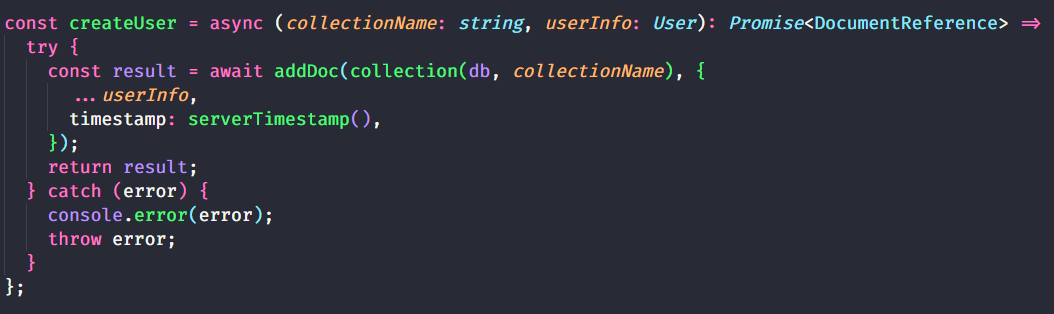 const createUser = async (collectionName: string, userInfo: User): Promise<DocumentReference> =>
  try {
    const result = await addDoc(collection(db, collectionName), {
      ...userInfo,
      timestamp: serverTimestamp(),
    });
    return result;
  } catch (error) {
    console.error(error);
    throw error;
  }
};